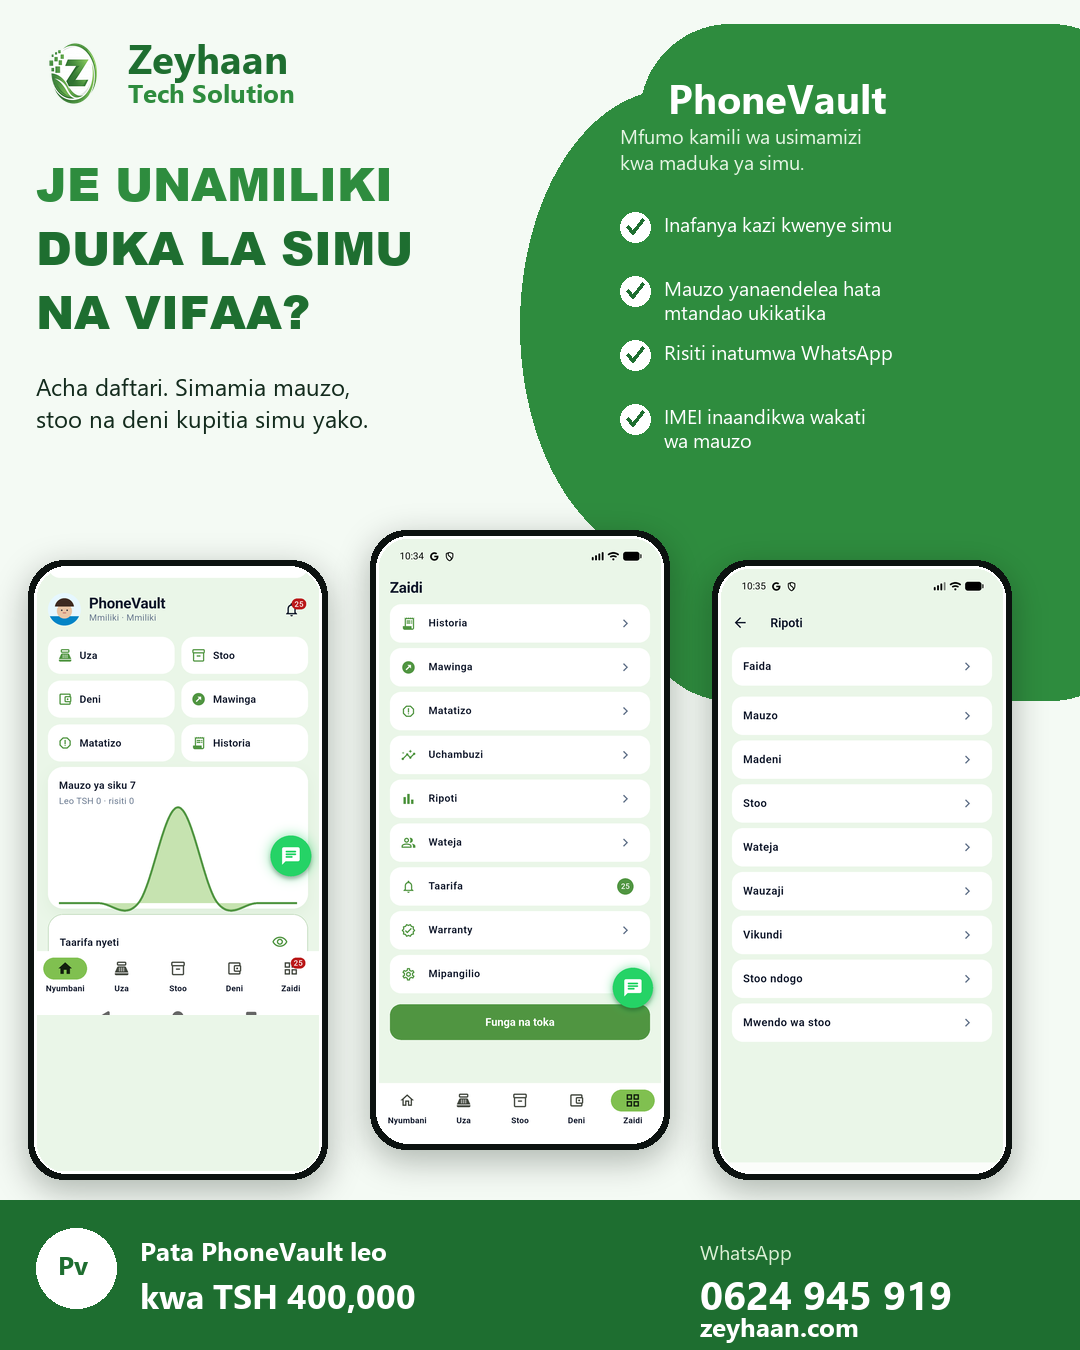 Zeyhaan
Tech Solution
JE UNAMILIKI
DUKA LA SIMU
NA VIFAA?
Acha daftari. Simamia mauzo,
stoo na deni kupitia simu yako.
PhoneVault
Mfumo kamili wa usimamizi
kwa maduka ya simu.
Inafanya kazi kwenye simu
Mauzo yanaendelea hata
mtandao ukikatika
Risiti inatumwa WhatsApp
IMEI inaandikwa wakati
wa mauzo
PhoneVault
Mmiliki · Mmiliki
25
Uza
Stoo
Deni
Mawinga
Matatizo
Historia
Mauzo ya siku 7
Leo TSH 0 · risiti 0
Taarifa nyeti
25
Nyumbani
Uza
Stoo
Deni
Zaidi
10:34
Zaidi
Historia
Mawinga
Matatizo
Uchambuzi
Ripoti
Wateja
Taarifa
25
Warranty
Mipangilio
Funga na toka
Nyumbani
Uza
Stoo
Deni
Zaidi
10:35
Ripoti
Faida
Mauzo
Madeni
Stoo
Wateja
Wauzaji
Vikundi
Stoo ndogo
Mwendo wa stoo
Pv
Pata PhoneVault leo
kwa TSH 400,000
WhatsApp
0624 945 919
zeyhaan.com